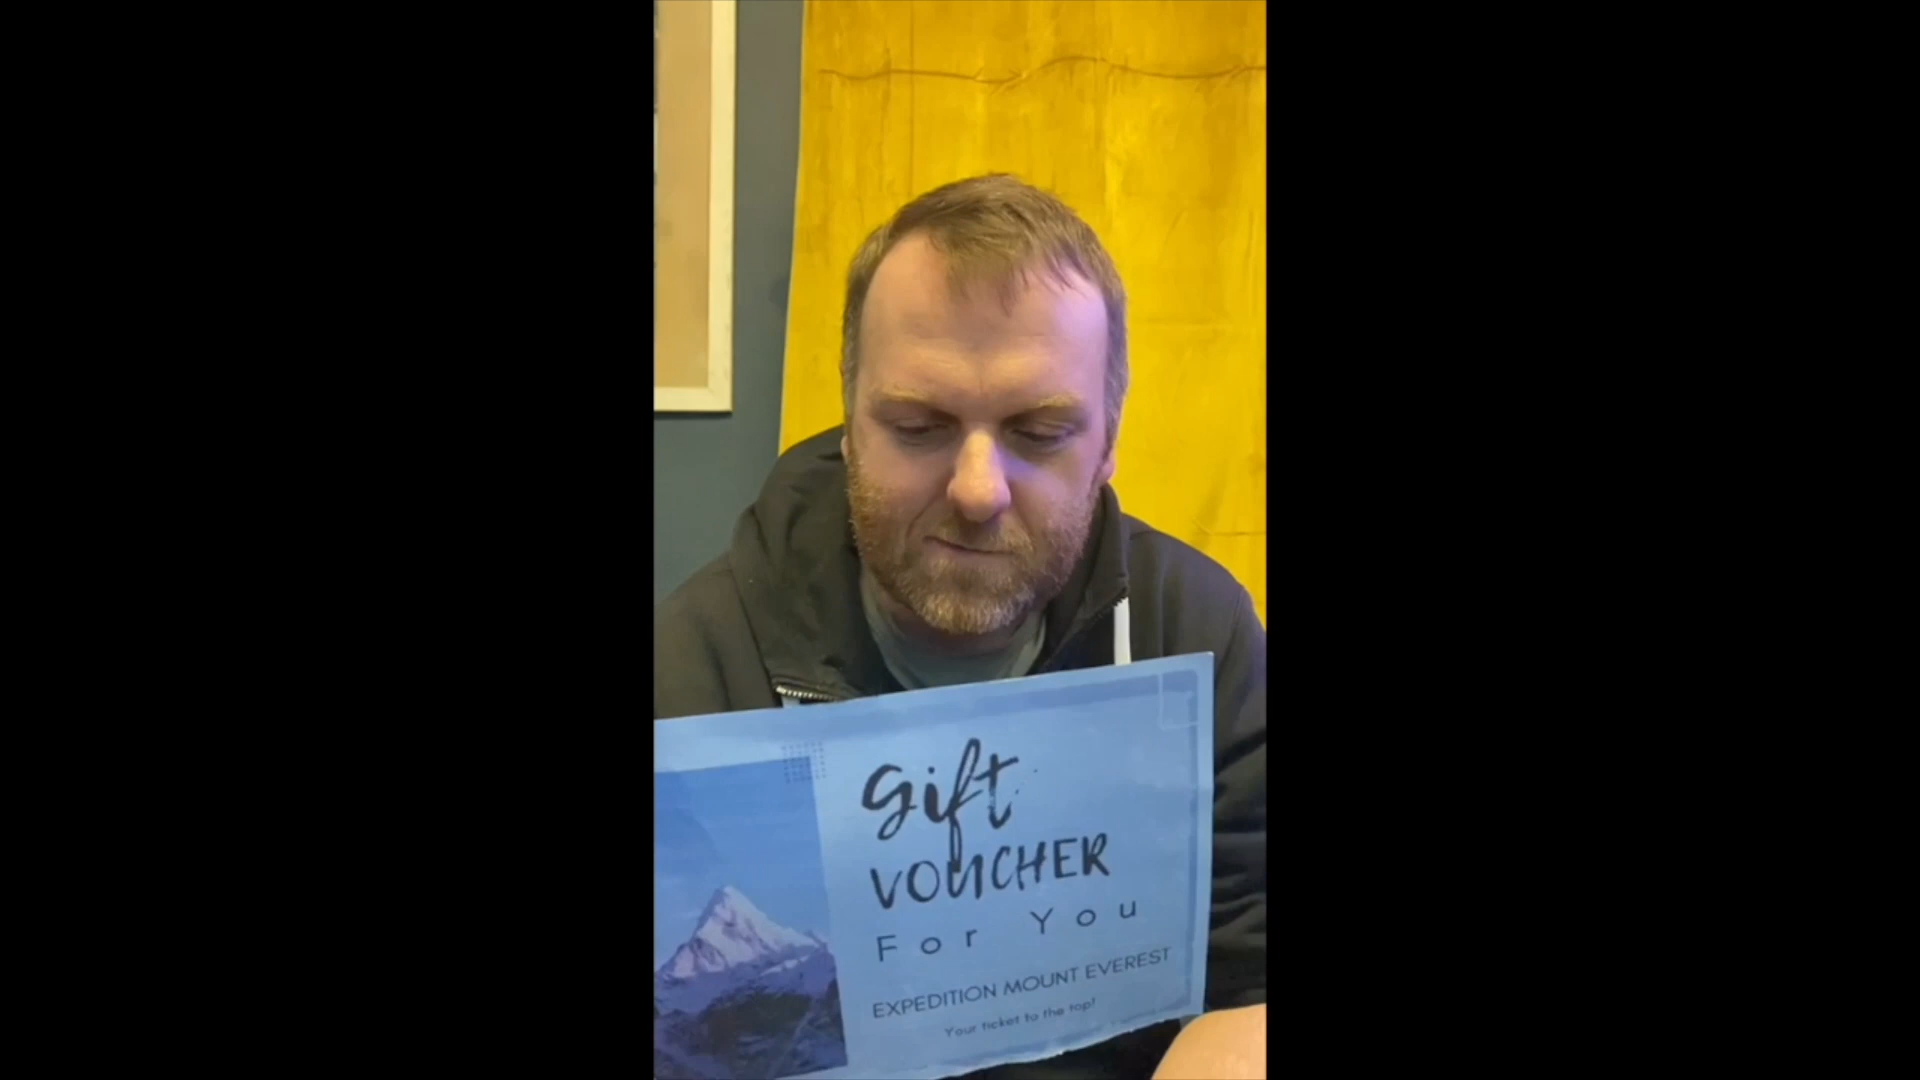 Gift
VOUCHER
For You
EXPEDITION MOUNT EVEREST
Your ticket to the top!